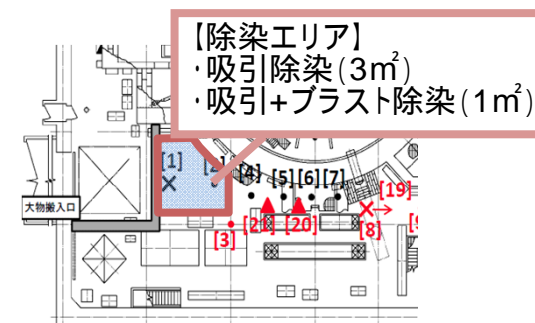 【除染エリア】
・吸引除染(3㎡)
・吸引+ブラスト除染(1㎡)
[1]
[2]
[4]
[5] [6] [7]
[19]
大物搬入口
[3]
[20]
[8]